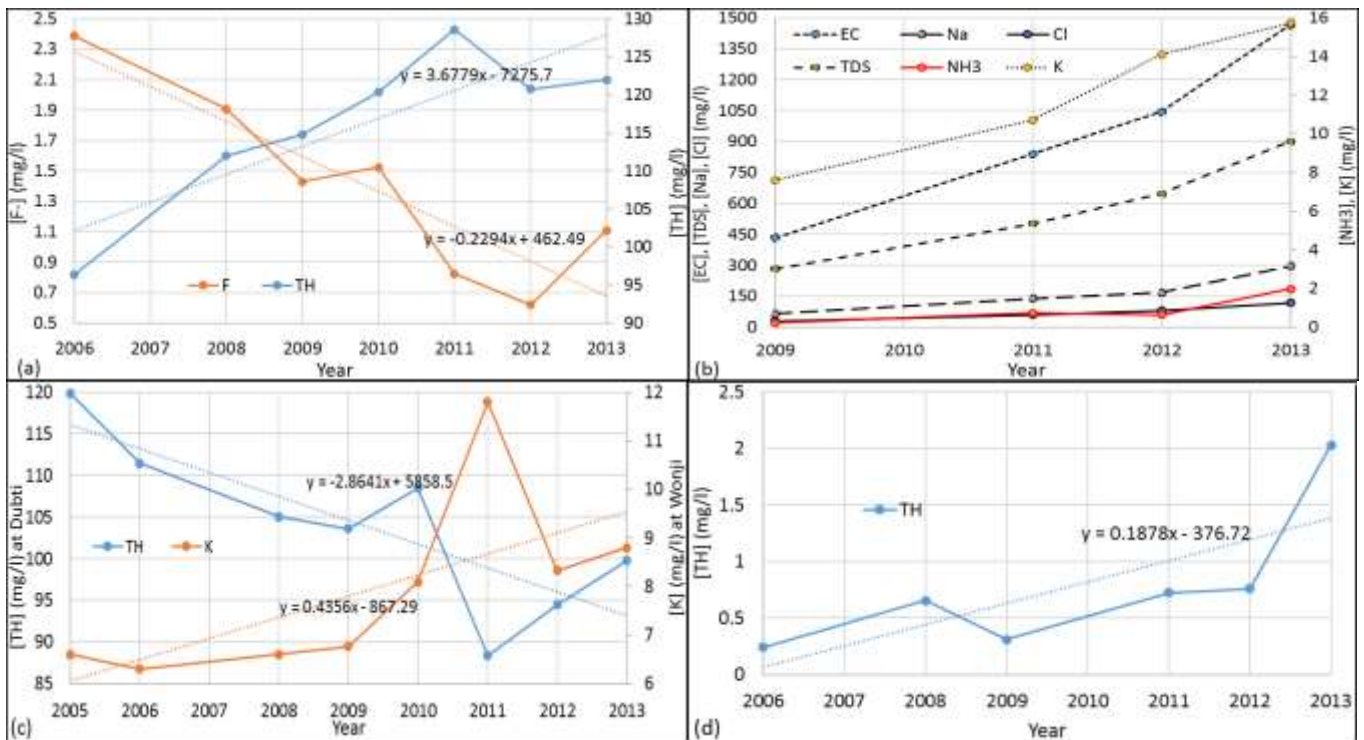 2.5 130
2.3 125
2.1 120
1.9
1.7 115
1.5 110
1.3
1.1 105
0.9 100
0.7 95
0.5 90
[F-] (mg/l)
[TH] (mg/l)
y = 3.6779x - 7275.7
y = -0.2294x + 462.49
F TH
2006 2007 2008 2009 2010 2011 2012 2013
(a) Year
1500 16
1350 14
1200 12
1050
900 10
750 8
600 6
450 4
300
150 2
0 0
[EC], [TDS], [Na], [Cl] (mg/l)
[NH3], [K] (mg/l)
EC Na Cl
TDS NH3 K
2009 2010 2011 2012 2013
(b) Year
120 12
115 11
110 10
105 9
100
95 8
90 7
85 6
[TH] (mg/l) at Dubti
[K] (mg/l) at Wonji
y = -2.8641x + 5858.5
TH K
y = 0.4356x - 867.29
2005 2006 2007 2008 2009 2010 2011 2012 2013
(c) Year
2.5
2
1.5
1
0.5
0
[TH] (mg/l)
TH
y = 0.1878x - 376.72
2006 2007 2008 2009 2010 2011 2012 2013
(d) Year